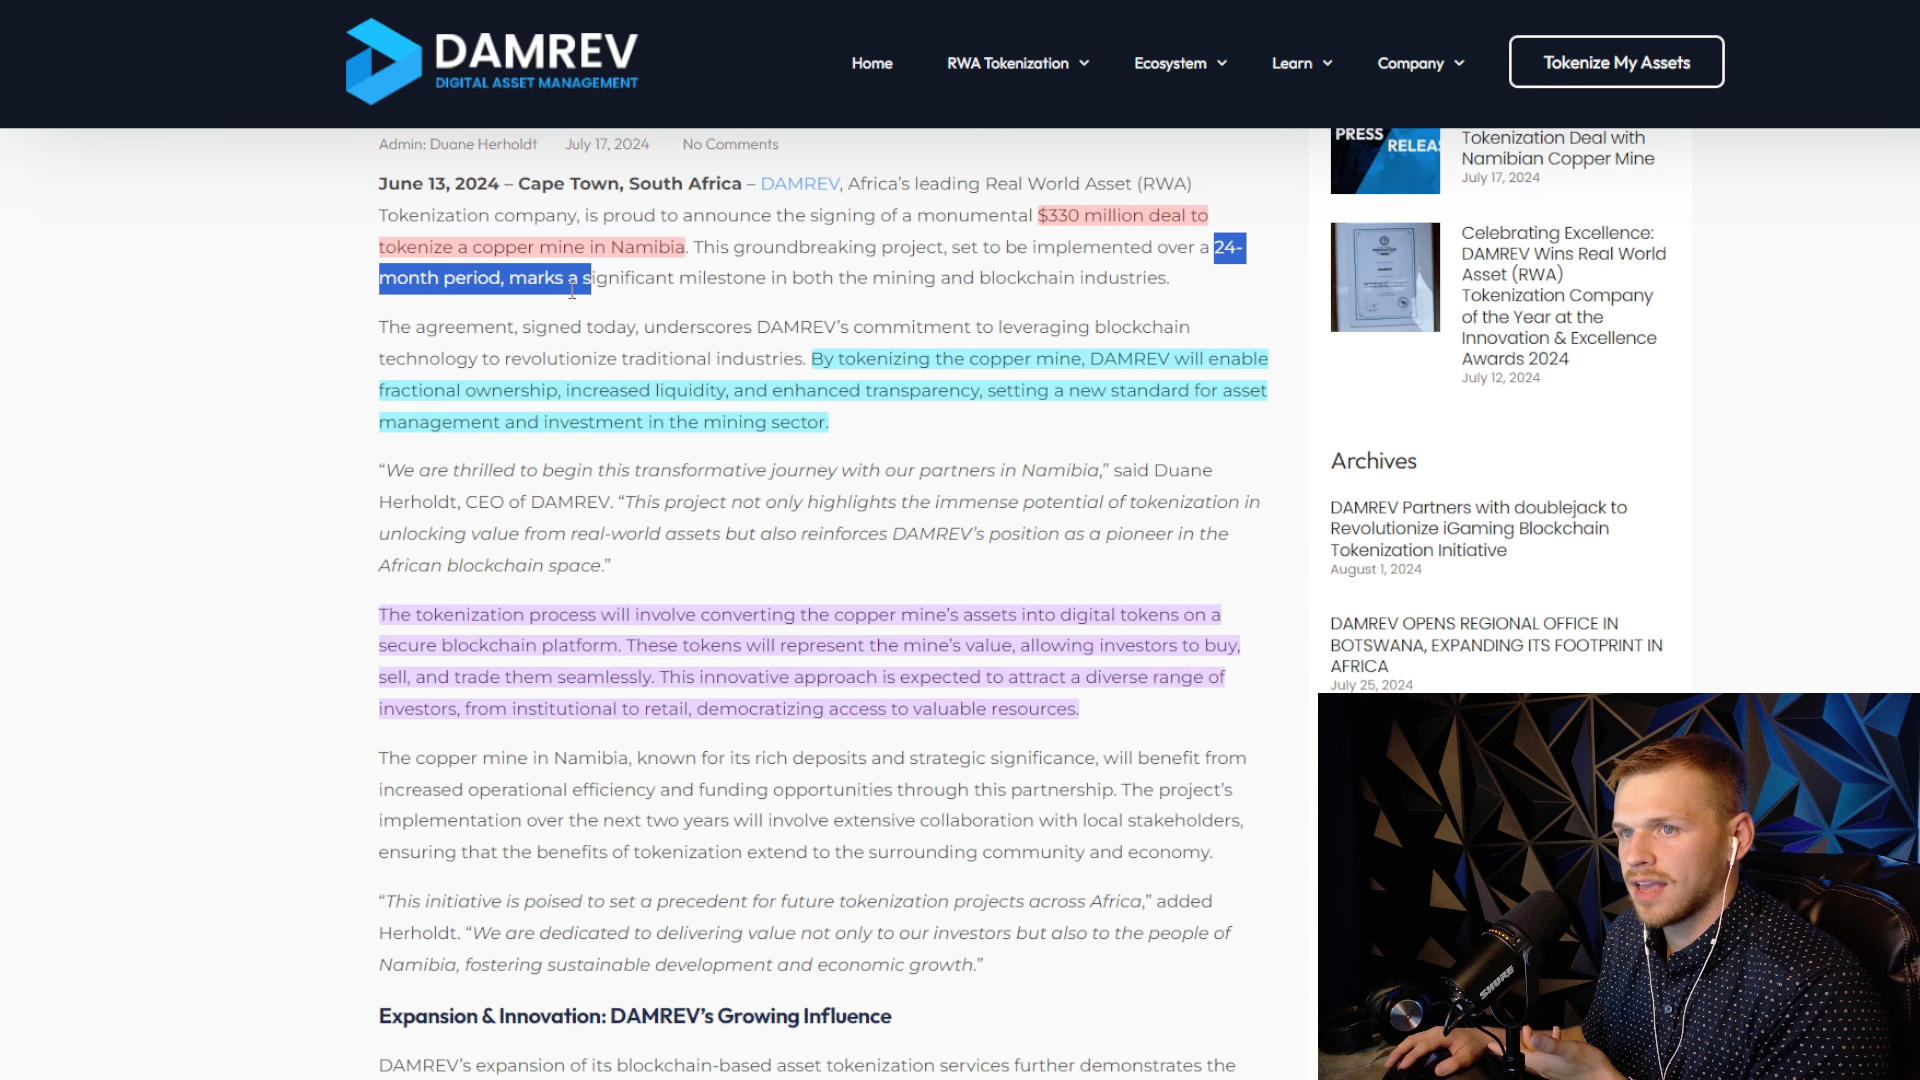 DAMREV
DIGITAL ASSET MANAGEMENT
Home
RWA Tokenization
Ecosystem
Learn
Company
Tokenize My Assets
Admin: Duane Herholdt
July 17, 2024
No Comments
June 13, 2024 – Cape Town, South Africa – DAMREV, Africa’s leading Real World Asset (RWA)
Tokenization company, is proud to announce the signing of a monumental $330 million deal to
tokenize a copper mine in Namibia. This groundbreaking project, set to be implemented over a 24-
month period, marks a significant milestone in both the mining and blockchain industries.
The agreement, signed today, underscores DAMREV’s commitment to leveraging blockchain
technology to revolutionize traditional industries. By tokenizing the copper mine, DAMREV will enable
fractional ownership, increased liquidity, and enhanced transparency, setting a new standard for asset
management and investment in the mining sector.
“We are thrilled to begin this transformative journey with our partners in Namibia,” said Duane
Herholdt, CEO of DAMREV. “This project not only highlights the immense potential of tokenization in
unlocking value from real-world assets but also reinforces DAMREV’s position as a pioneer in the
African blockchain space.”
The tokenization process will involve converting the copper mine’s assets into digital tokens on a
secure blockchain platform. These tokens will represent the mine’s value, allowing investors to buy,
sell, and trade them seamlessly. This innovative approach is expected to attract a diverse range of
investors, from institutional to retail, democratizing access to valuable resources.
The copper mine in Namibia, known for its rich deposits and strategic significance, will benefit from
increased operational efficiency and funding opportunities through this partnership. The project’s
implementation over the next two years will involve extensive collaboration with local stakeholders,
ensuring that the benefits of tokenization extend to the surrounding community and economy.
“This initiative is poised to set a precedent for future tokenization projects across Africa,” added
Herholdt. “We are dedicated to delivering value not only to our investors but also to the people of
Namibia, fostering sustainable development and economic growth.”
Expansion & Innovation: DAMREV’s Growing Influence
DAMREV’s expansion of its blockchain-based asset tokenization services further demonstrates the
PRESS
RELEA
Tokenization Deal with
Namibian Copper Mine
July 17, 2024
Celebrating Excellence:
DAMREV Wins Real World
Asset (RWA)
Tokenization Company
of the Year at the
Innovation & Excellence
Awards 2024
July 12, 2024
Archives
DAMREV Partners with doublejack to
Revolutionize iGaming Blockchain
Tokenization Initiative
August 1, 2024
DAMREV OPENS REGIONAL OFFICE IN
BOTSWANA, EXPANDING ITS FOOTPRINT IN
AFRICA
July 25, 2024
SHURE